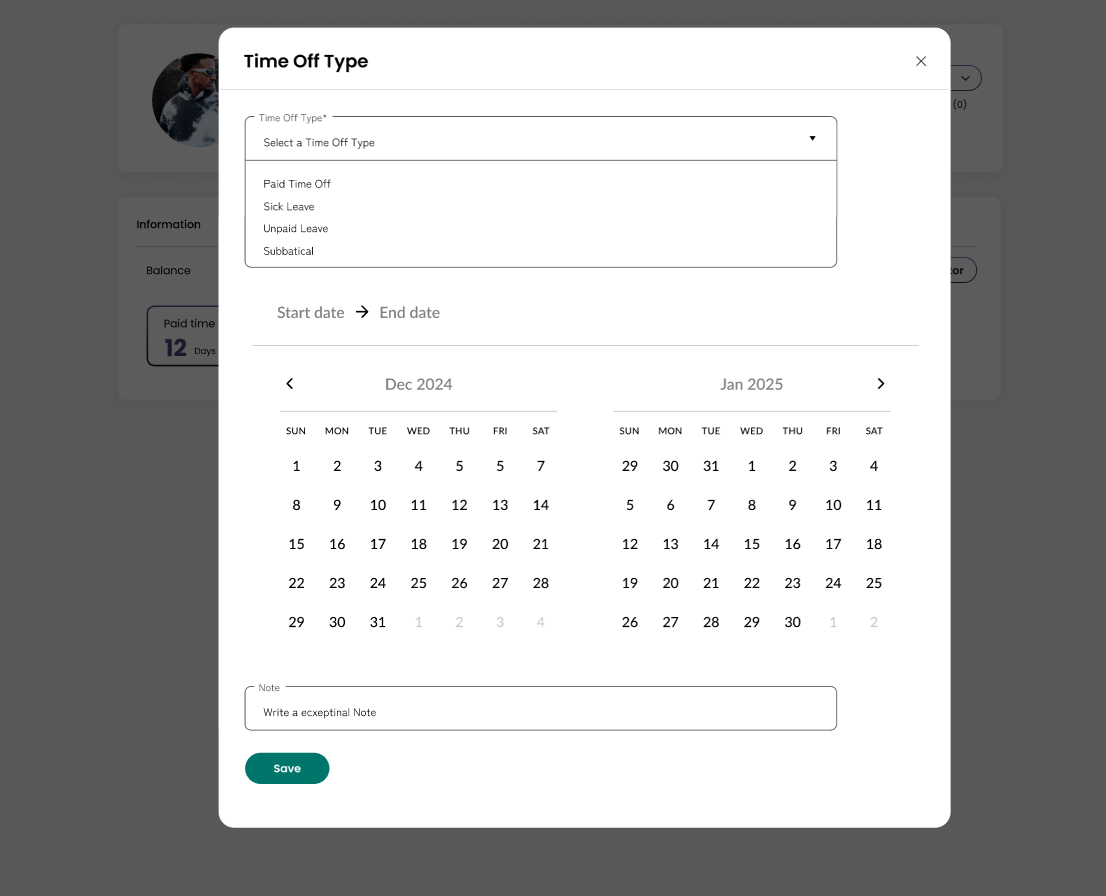 Time Off Type
(0)
Time Off Type*
Select a Time Off Type
Paid Time Off
Sick Leave
Unpaid Leave
Subbatical
Information
Balance
tor
Paid time
12 Days
Start date End date
Dec 2024
SUN MON TUE WED THU FRI SAT
1 2 3 4 5 5 7
8 9 10 11 12 13 14
15 16 17 18 19 20 21
22 23 24 25 26 27 28
29 30 31 1 2 3 4
Jan 2025
SUN MON TUE WED THU FRI SAT
29 30 31 1 2 3 4
5 6 7 8 9 10 11
12 13 14 15 16 17 18
19 20 21 22 23 24 25
26 27 28 29 30 1 2
Note
Write a ecxeptinal Note
Save